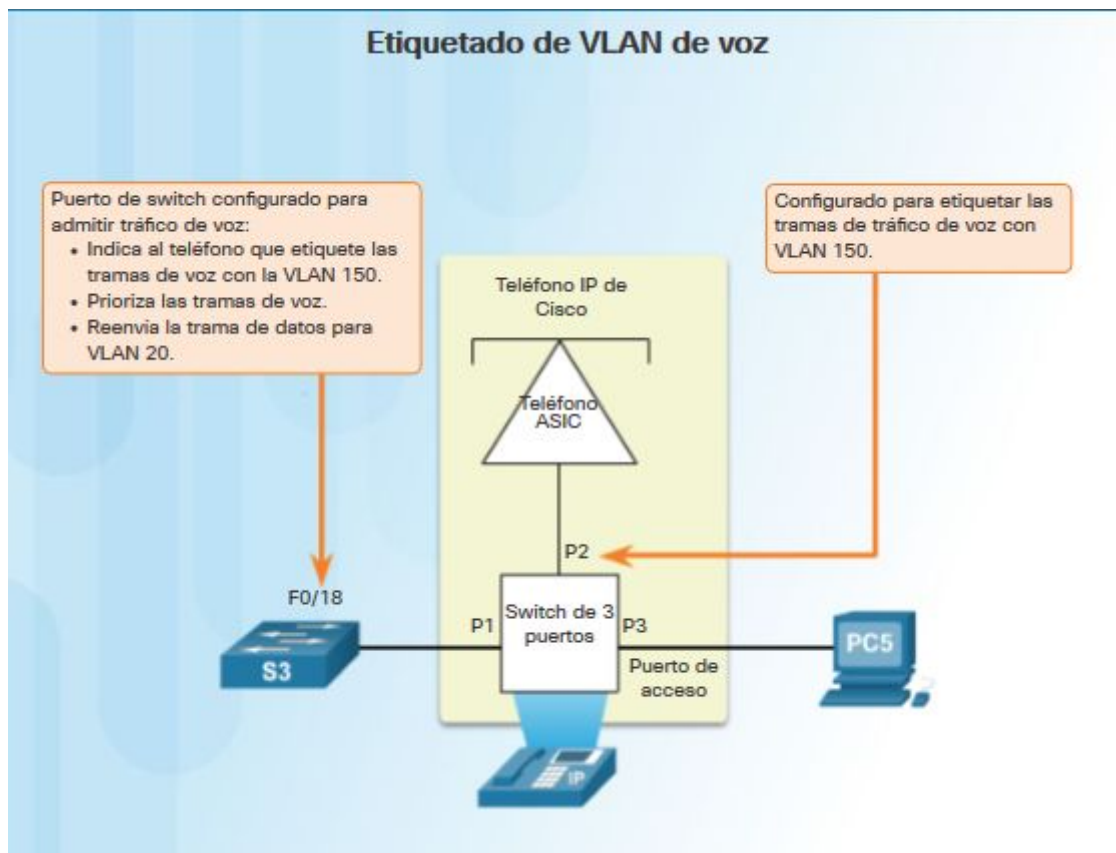 Etiquetado de VLAN de voz
Puerto de switch configurado para
admitir tráfico de voz:
• Indica al teléfono que etiquete las
tramas de voz con la VLAN 150.
• Prioriza las tramas de voz.
• Reenvia la trama de datos para
VLAN 20.
Configurado para etiquetar las
tramas de tráfico de voz con
VLAN 150.
Teléfono IP de
Cisco
Teléfono
ASIC
P2
F0/18
P1
Switch de 3
puertos
P3
S3
PC5
Puerto de
acceso
IP